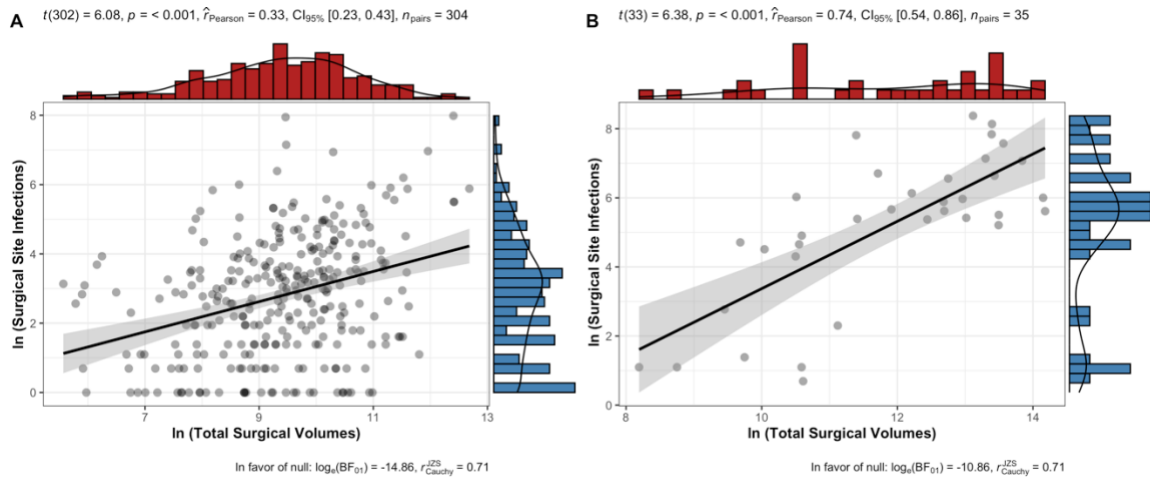 A
t(302) = 6.08, p = < 0.001, r̂Pearson = 0.33, CI95% [0.23, 0.43], npairs = 304
8
6
4
2
0
ln (Surgical Site Infections)
7 9 11 13
ln (Total Surgical Volumes)
In favor of null: loge(BF01) = -14.86, rJZSCauchy = 0.71
B
t(33) = 6.38, p = < 0.001, r̂Pearson = 0.74, CI95% [0.54, 0.86], npairs = 35
8
6
4
2
0
ln (Surgical Site Infections)
8 10 12 14
ln (Total Surgical Volumes)
In favor of null: loge(BF01) = -10.86, rJZSCauchy = 0.71